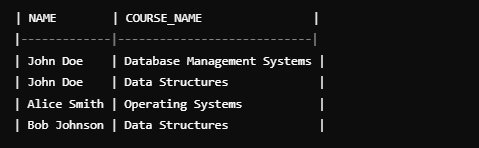 | NAME        | COURSE_NAME                |
|-------------|----------------------------|
| John Doe    | Database Management Systems |
| John Doe    | Data Structures             |
| Alice Smith | Operating Systems           |
| Bob Johnson | Data Structures             |